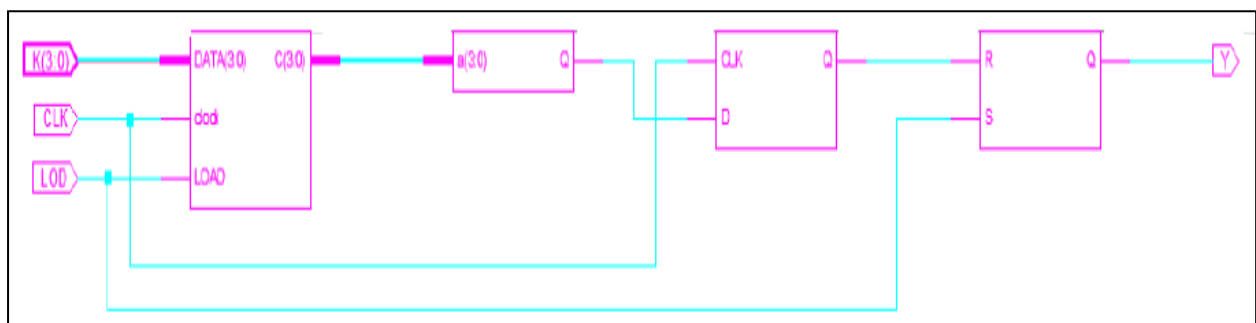 K(3:0) DATA(3:0) C(3:0) a(3:0) Q CLK Q R Q Y
CLK clock D S
LOD LOAD